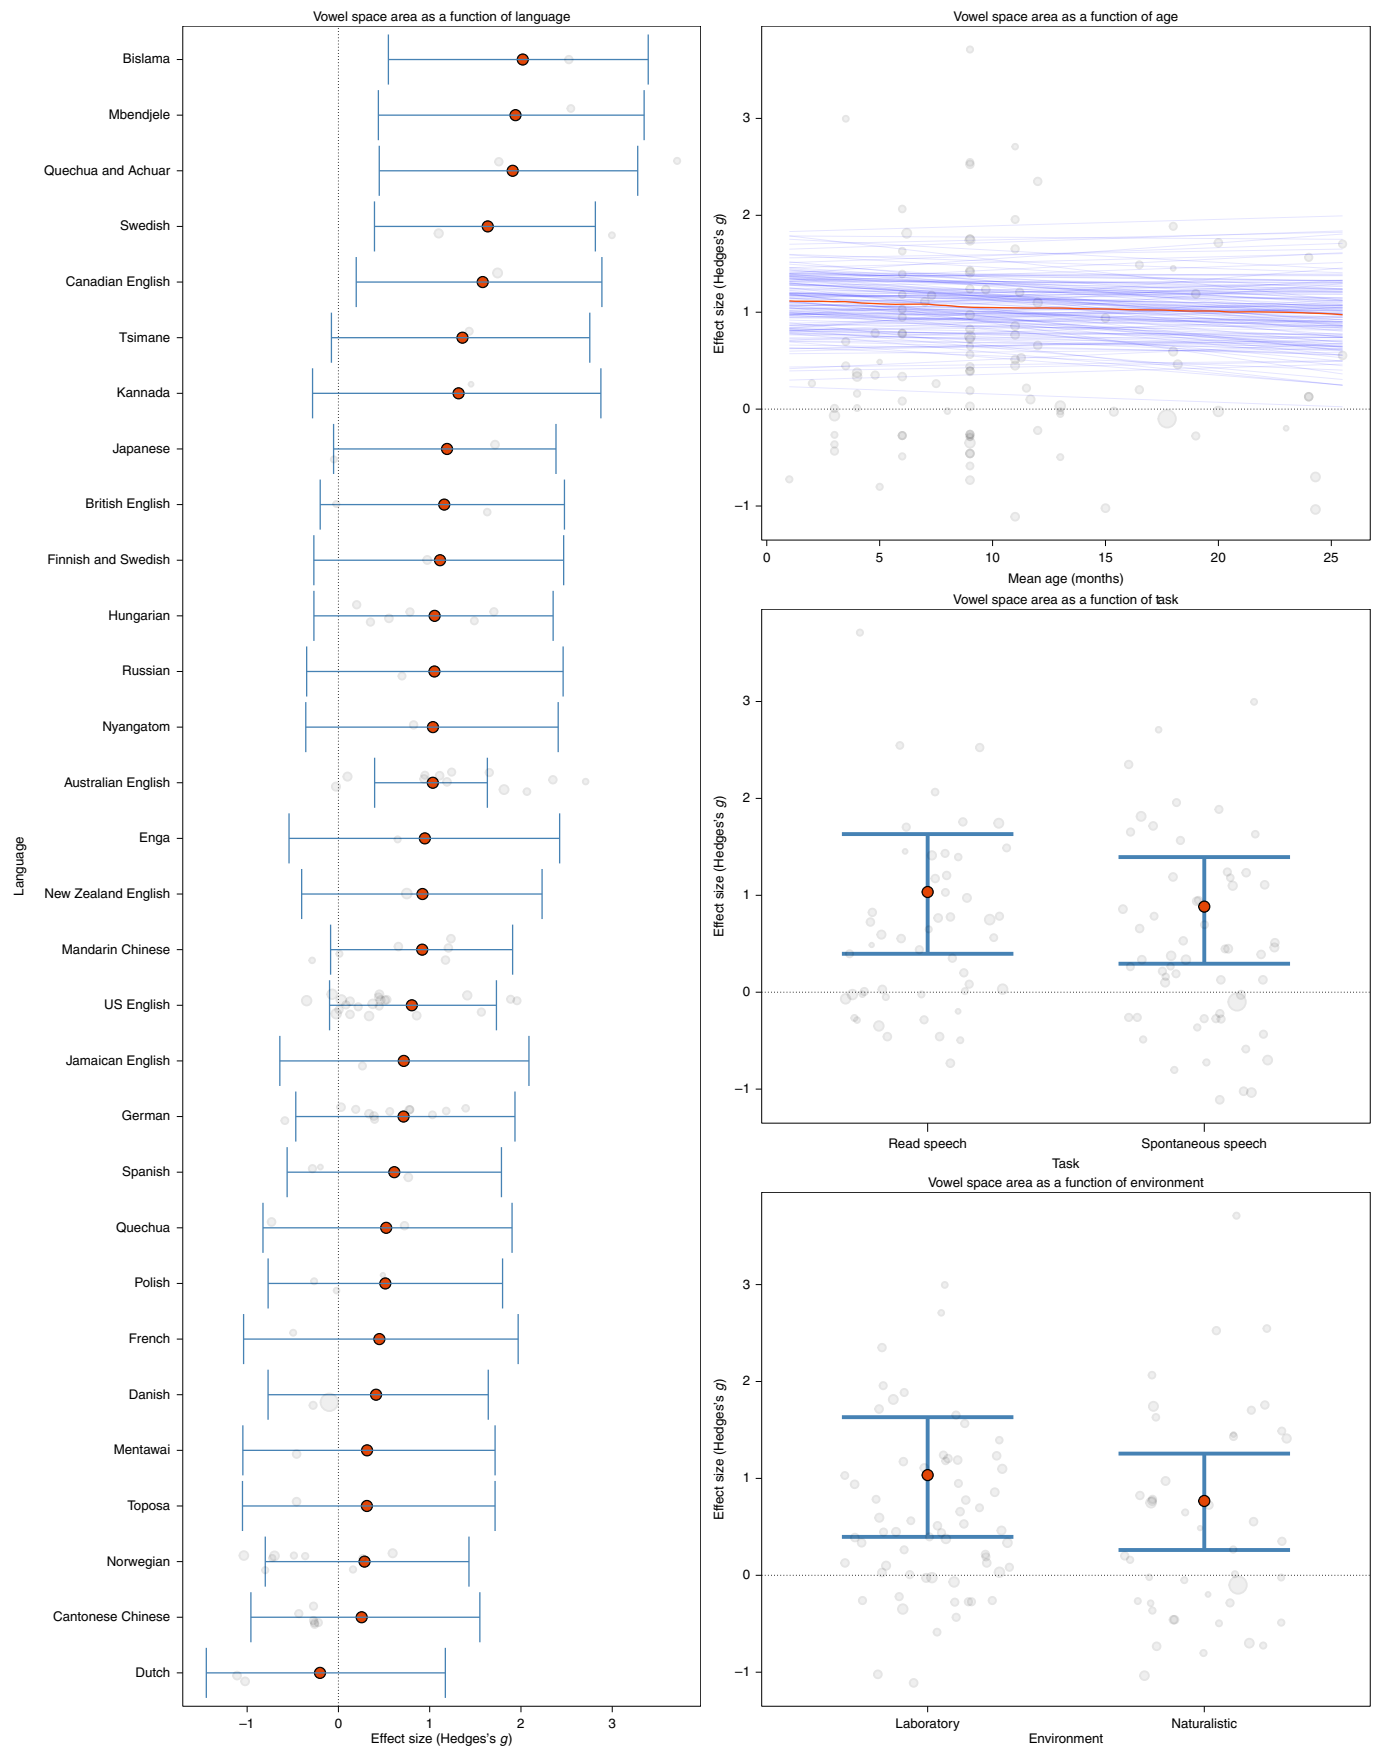 Vowel space area as a function of language
Bislama
Mbendjele
Quechua and Achuar
Swedish
Canadian English
Tsimane
Kannada
Japanese
British English
Finnish and Swedish
Hungarian
Russian
Nyangatom
Australian English
Enga
New Zealand English
Mandarin Chinese
US English
Jamaican English
German
Spanish
Quechua
Polish
French
Danish
Mentawai
Toposa
Norwegian
Cantonese Chinese
Dutch
Language
−1 0 1 2 3
Effect size (Hedges's g)
Vowel space area as a function of age
3
2
1
0
−1
Effect size (Hedges's g)
0 5 10 15 20 25
Mean age (months)
Vowel space area as a function of task
3
2
1
0
−1
Effect size (Hedges's g)
Read speech Spontaneous speech
Task
Vowel space area as a function of environment
3
2
1
0
−1
Effect size (Hedges's g)
Laboratory Naturalistic
Environment